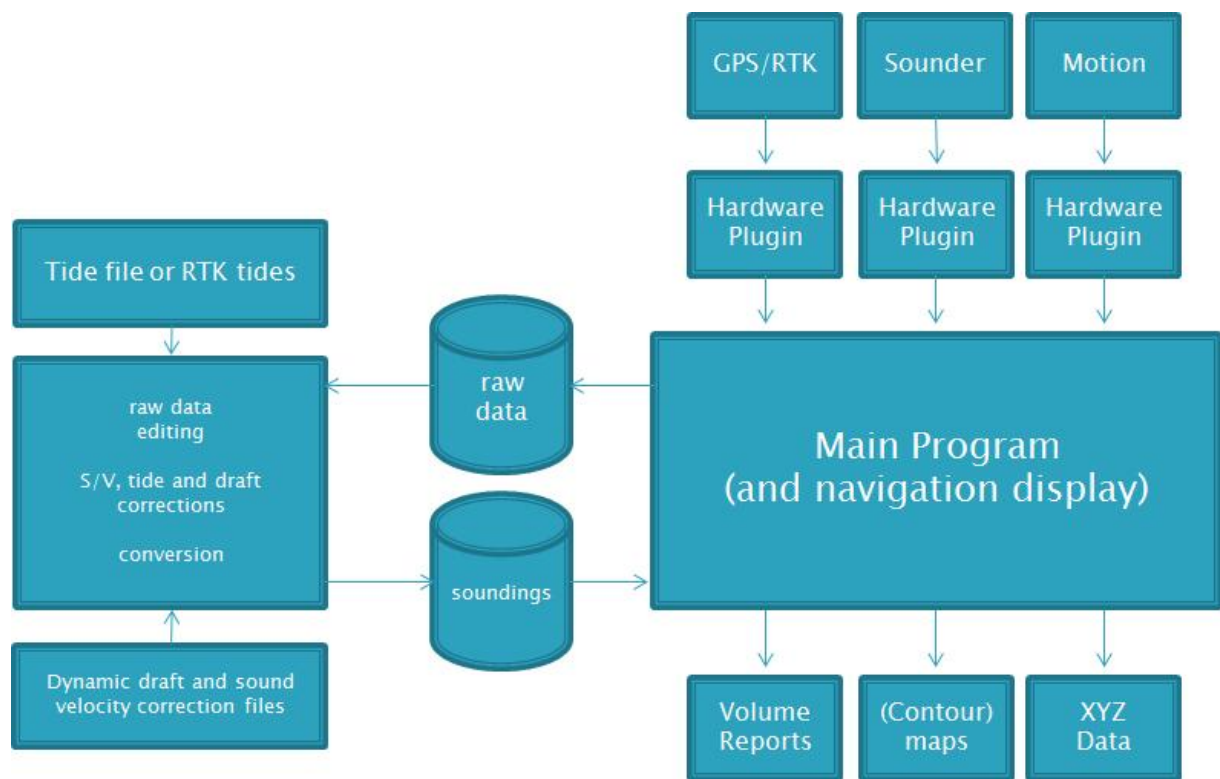 GPS/RTK
Sounder
Motion
Hardware
Plugin
Hardware
Plugin
Hardware
Plugin
Tide file or RTK tides
raw data
editing
S/V, tide and draft
corrections
conversion
Dynamic draft and sound
velocity correction files
raw
data
soundings
Main Program
(and navigation display)
Volume
Reports
(Contour)
maps
XYZ
Data